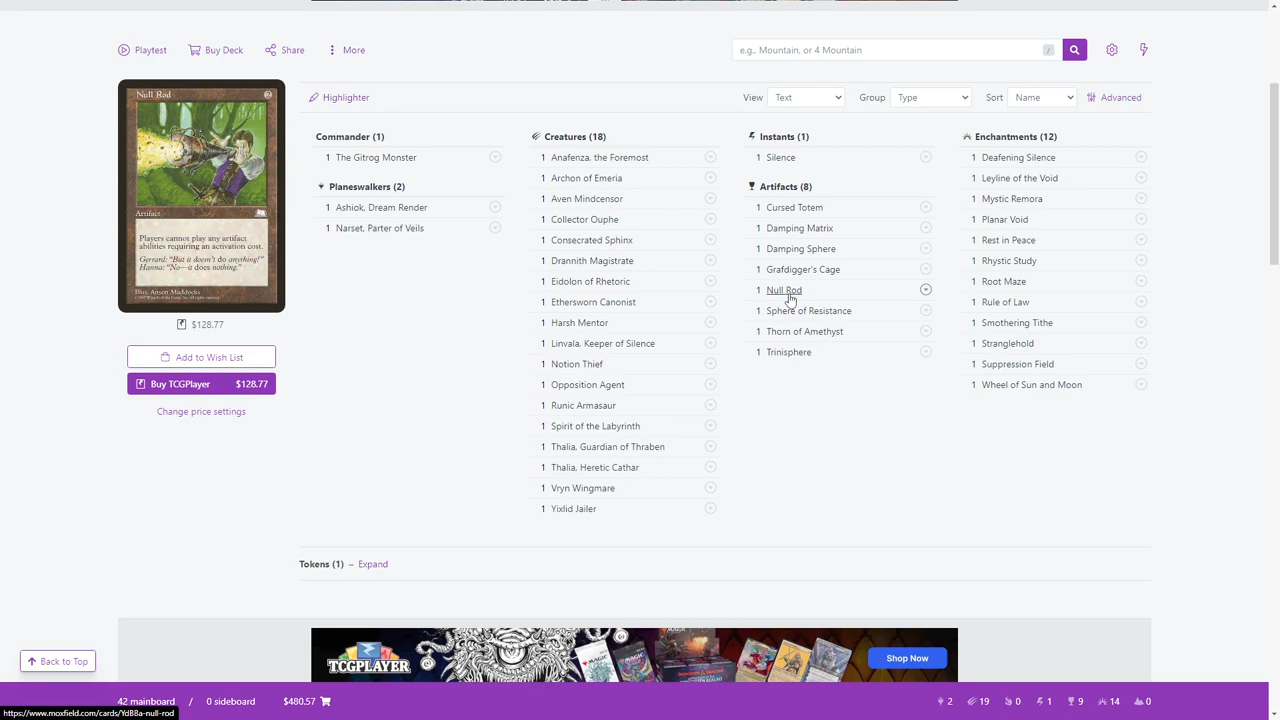 Playtest
Buy Deck
Share
More
e.g., Mountain, or 4 Mountain
/
Null Rod
2
Artifact
Players cannot play any artifact
abilities requiring an activation cost.
Gerrard: "But it doesn't do anything!"
Hanna: "No—it does nothing."
Illus. Anson Maddocks
$128.77
Add to Wish List
Buy TCGPlayer $128.77
Change price settings
Highlighter
View Text
Group Type
Sort Name
Advanced
Commander (1)
1 The Gitrog Monster
Planeswalkers (2)
1 Ashiok, Dream Render
1 Narset, Parter of Veils
Creatures (18)
1 Anafenza, the Foremost
1 Archon of Emeria
1 Aven Mindcensor
1 Collector Ouphe
1 Consecrated Sphinx
1 Drannith Magistrate
1 Eidolon of Rhetoric
1 Ethersworn Canonist
1 Harsh Mentor
1 Linvala, Keeper of Silence
1 Notion Thief
1 Opposition Agent
1 Runic Armasaur
1 Spirit of the Labyrinth
1 Thalia, Guardian of Thraben
1 Thalia, Heretic Cathar
1 Vryn Wingmare
1 Yixlid Jailer
Instants (1)
1 Silence
Artifacts (8)
1 Cursed Totem
1 Damping Matrix
1 Damping Sphere
1 Grafdigger's Cage
1 Null Rod
1 Sphere of Resistance
1 Thorn of Amethyst
1 Trinisphere
Enchantments (12)
1 Deafening Silence
1 Leyline of the Void
1 Mystic Remora
1 Planar Void
1 Rest in Peace
1 Rhystic Study
1 Root Maze
1 Rule of Law
1 Smothering Tithe
1 Stranglehold
1 Suppression Field
1 Wheel of Sun and Moon
Tokens (1) – Expand
TCGPLAYER
MAGIC
Shop Now
Back to Top
42 mainboard / 0 sideboard $480.57
2 19 0 1 9 14 0
https://www.moxfield.com/cards/YdB8a-null-rod